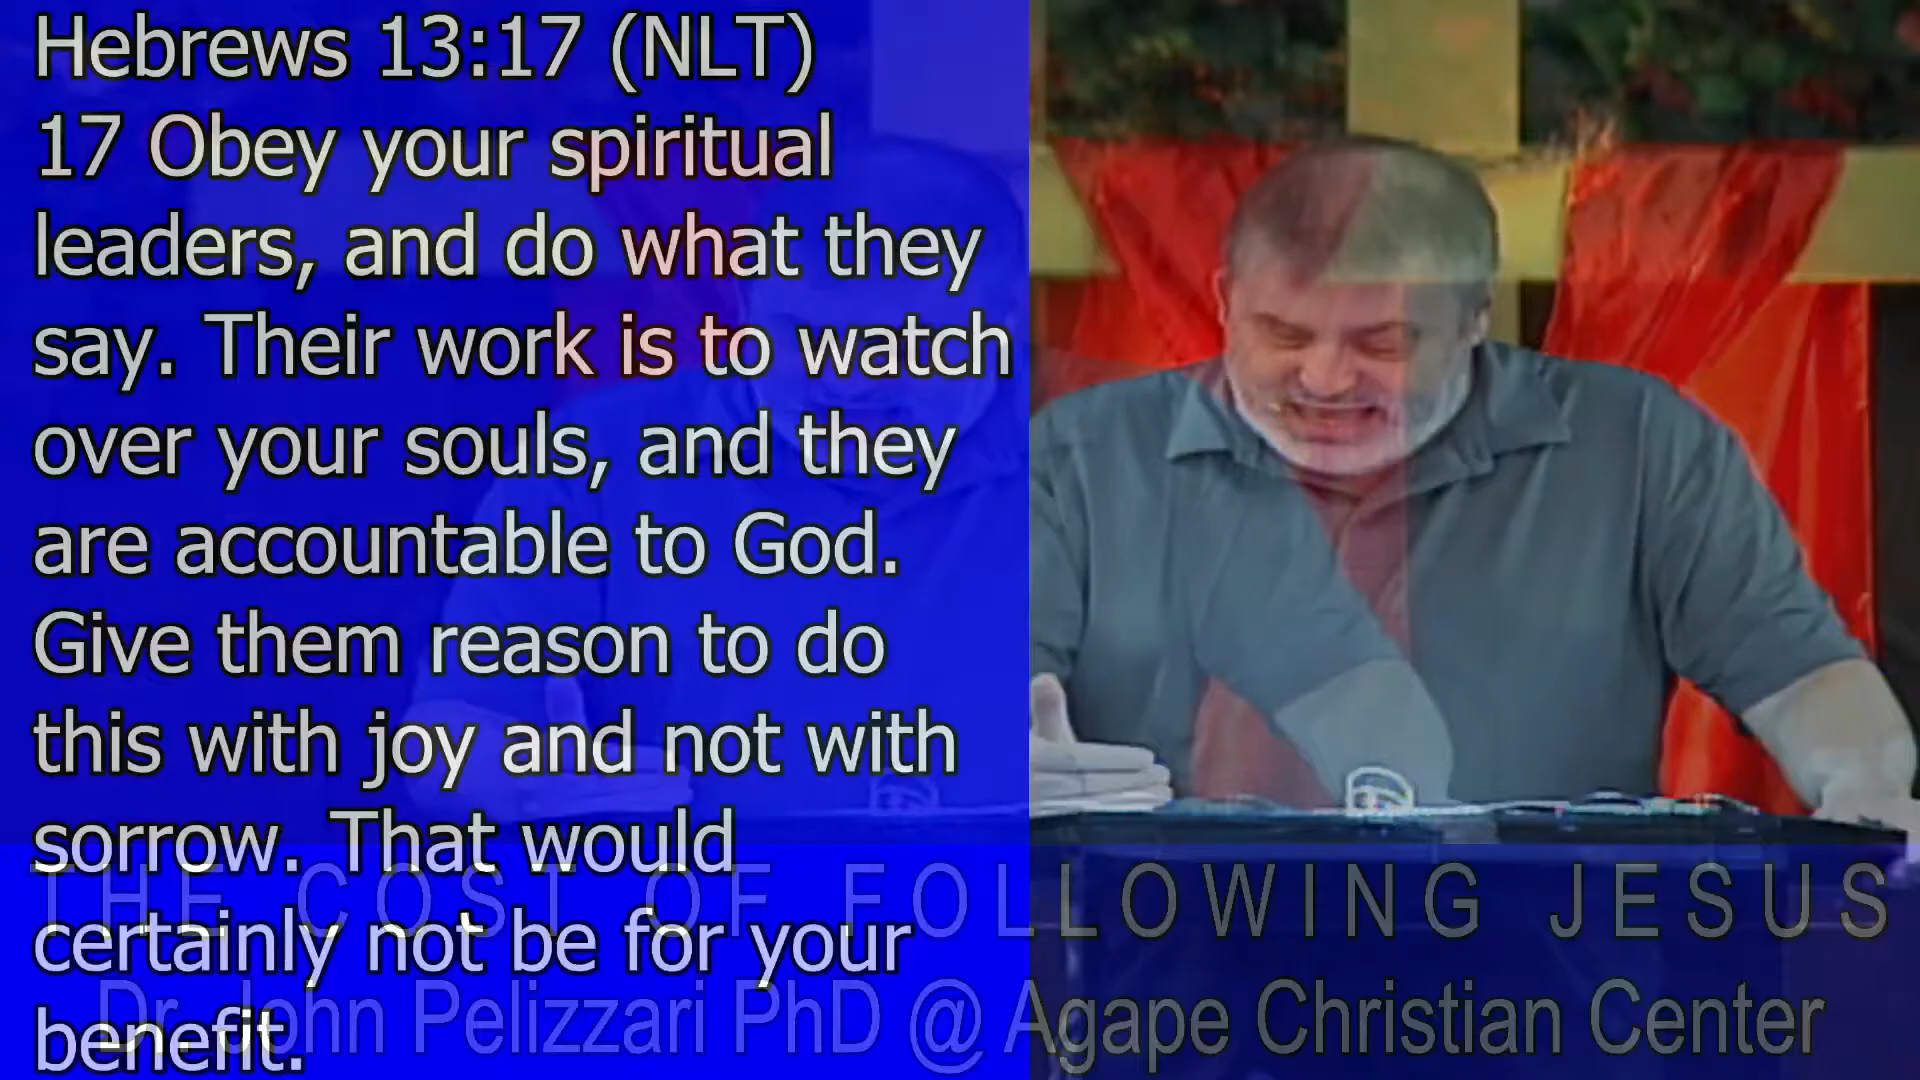 Hebrews 13:17 (NLT)
17 Obey your spiritual
leaders, and do what they
say. Their work is to watch
over your souls, and they
are accountable to God.
Give them reason to do
this with joy and not with
sorrow. That would
certainly not be for your
benefit.
THE COST OF FOLLOWING JESUS
Dr. John Pelizzari PhD @ Agape Christian Center